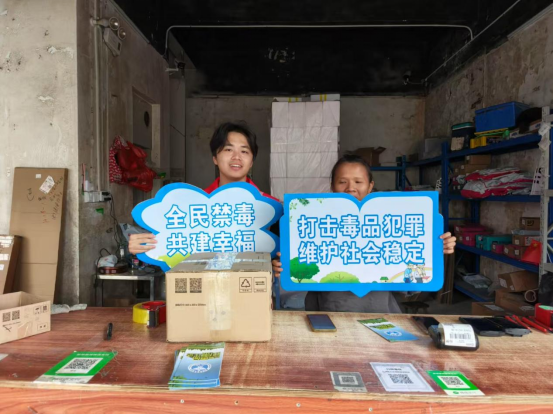 全民禁毒
共建幸福
打击毒品犯罪
维护社会稳定